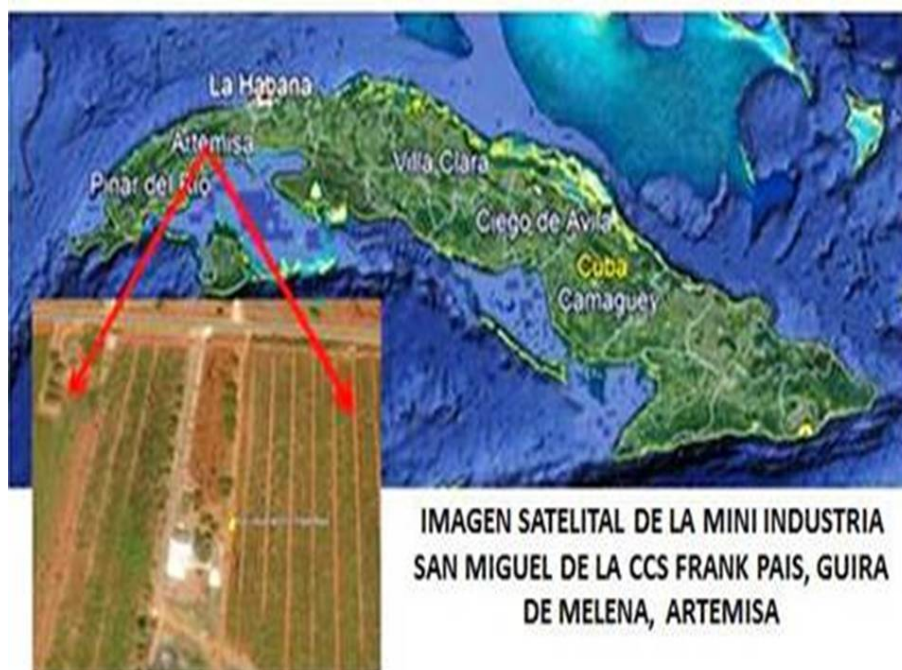 La Habana
Artemisa
Pinar del Rio
Villa Clara
Ciego de Avila
Cuba
Camaguey
IMAGEN SATELITAL DE LA MINI INDUSTRIA
SAN MIGUEL DE LA CCS FRANK PAIS, GUIRA
DE MELENA, ARTEMISA